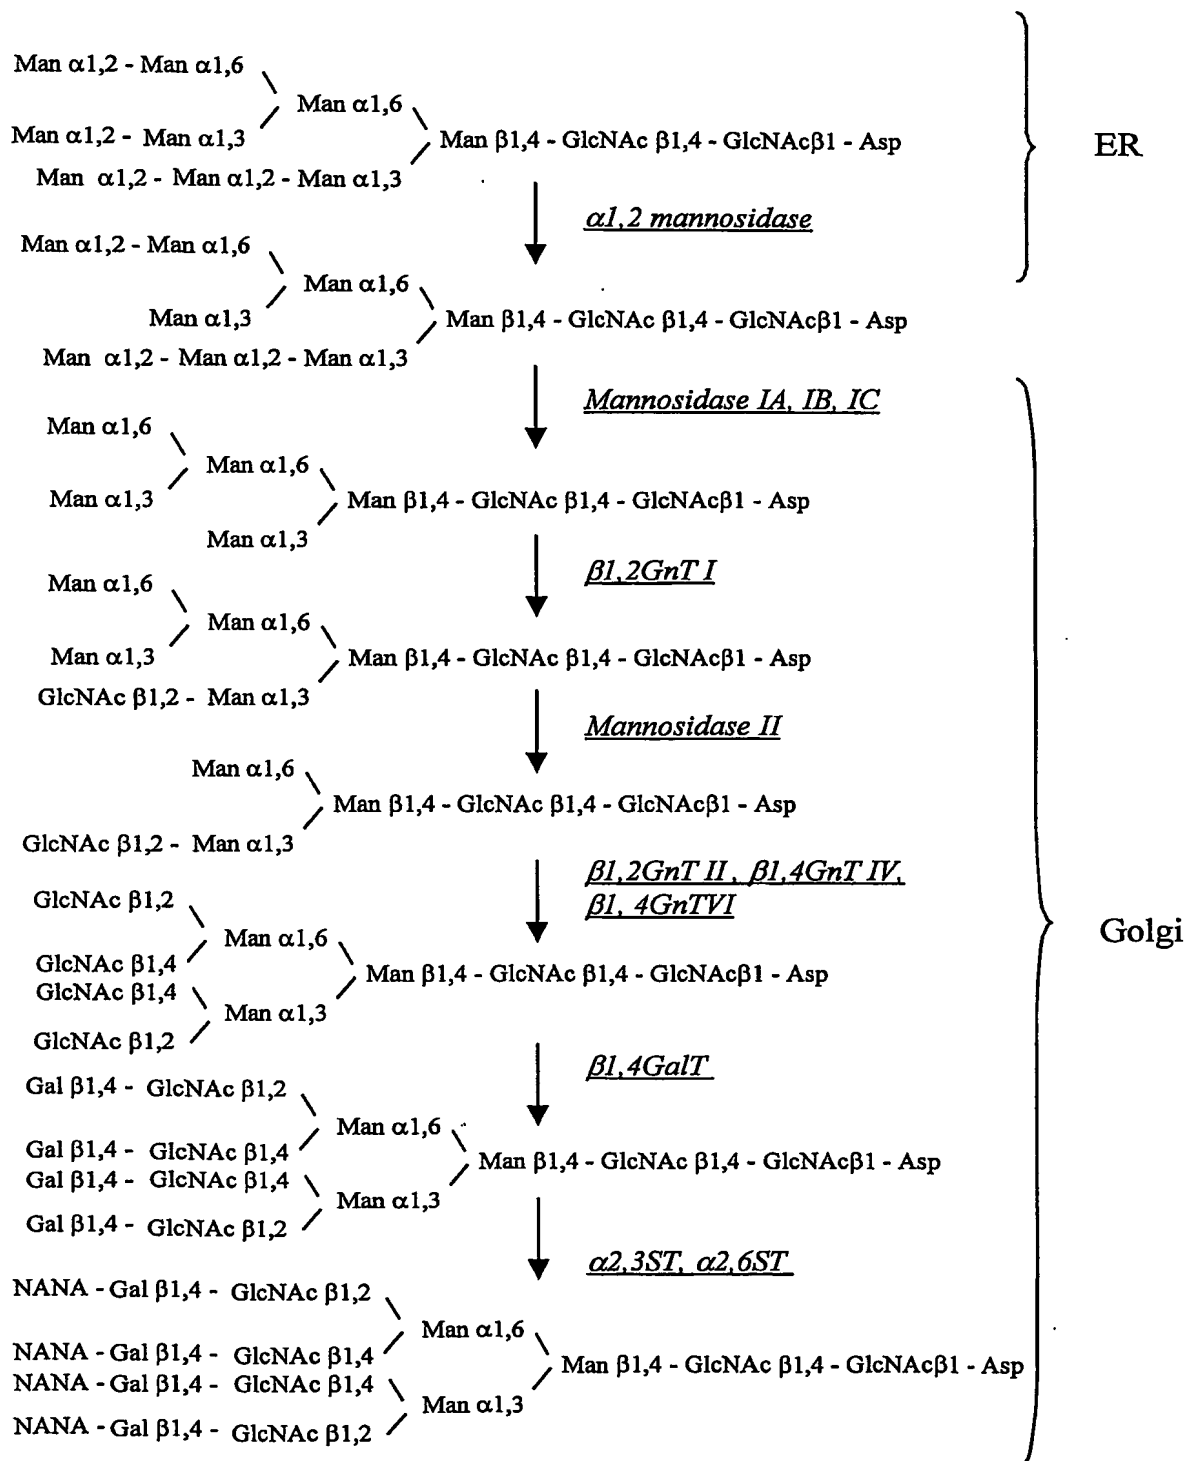 Man α1,2 - Man α1,6
Man α1,6
Man α1,2 - Man α1,3
Man β1,4 - GlcNAc β1,4 - GlcNAcβ1 - Asp
Man α1,2 - Man α1,2 - Man α1,3
ER
α1,2 mannosidase
Man α1,2 - Man α1,6
Man α1,6
Man α1,3
Man β1,4 - GlcNAc β1,4 - GlcNAcβ1 - Asp
Man α1,2 - Man α1,2 - Man α1,3
Mannosidase IA, IB, IC
Man α1,6
Man α1,6
Man α1,3
Man β1,4 - GlcNAc β1,4 - GlcNAcβ1 - Asp
Man α1,3
β1,2GnT I
Man α1,6
Man α1,6
Man α1,3
Man β1,4 - GlcNAc β1,4 - GlcNAcβ1 - Asp
GlcNAc β1,2 - Man α1,3
Mannosidase II
Man α1,6
Man β1,4 - GlcNAc β1,4 - GlcNAcβ1 - Asp
GlcNAc β1,2 - Man α1,3
β1,2GnT II, β1,4GnT IV,
β1, 4GnTVI
GlcNAc β1,2
Man α1,6
GlcNAc β1,4
Man β1,4 - GlcNAc β1,4 - GlcNAcβ1 - Asp
GlcNAc β1,4
Man α1,3
GlcNAc β1,2
Golgi
β1,4GalT
Gal β1,4 - GlcNAc β1,2
Man α1,6
Gal β1,4 - GlcNAc β1,4
Man β1,4 - GlcNAc β1,4 - GlcNAcβ1 - Asp
Gal β1,4 - GlcNAc β1,4
Man α1,3
Gal β1,4 - GlcNAc β1,2
α2,3ST, α2,6ST
NANA - Gal β1,4 - GlcNAc β1,2
Man α1,6
NANA - Gal β1,4 - GlcNAc β1,4
Man β1,4 - GlcNAc β1,4 - GlcNAcβ1 - Asp
NANA - Gal β1,4 - GlcNAc β1,4
Man α1,3
NANA - Gal β1,4 - GlcNAc β1,2